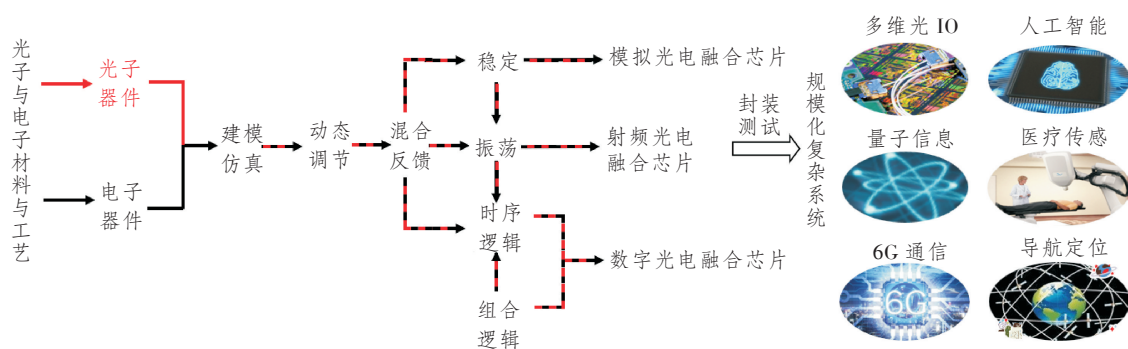 光子与电子材料与工艺
光子
器件
电子
器件
建模
仿真
动态
调节
混合
反馈
稳定
振荡
时序
逻辑
组合
逻辑
模拟光电融合芯片
射频光电
融合芯片
数字光电融合芯片
封装
测试
规模化复杂系统
多维光 IO
人工智能
量子信息
医疗传感
6G 通信
导航定位
6G